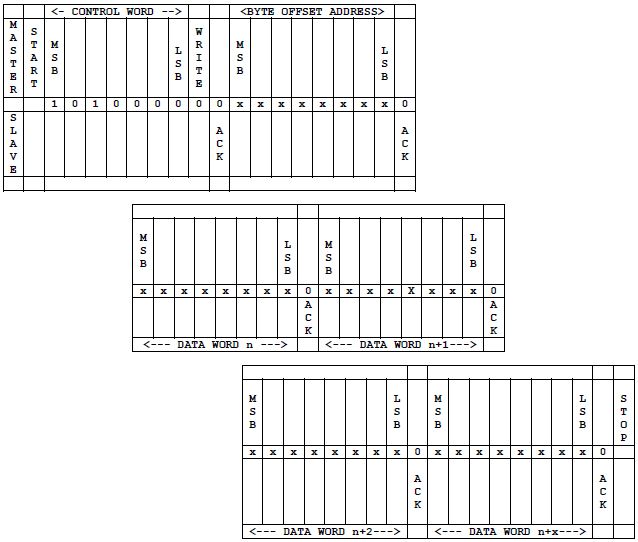 <- CONTROL WORD --> <BYTE OFFSET ADDRESS>
MASTER START MSB LSB WRITE MSB LSB
1 0 1 0 0 0 0 0 0 x x x x x x x x 0
SLAVE ACK ACK
MSB LSB MSB LSB
x x x x x x x x 0 x x x x X x x x 0
ACK ACK
<--- DATA WORD n ---> <--- DATA WORD n+1--->
MSB LSB MSB LSB STOP
x x x x x x x x 0 x x x x x x x x 0
ACK ACK
<--- DATA WORD n+2---> <--- DATA WORD n+x--->